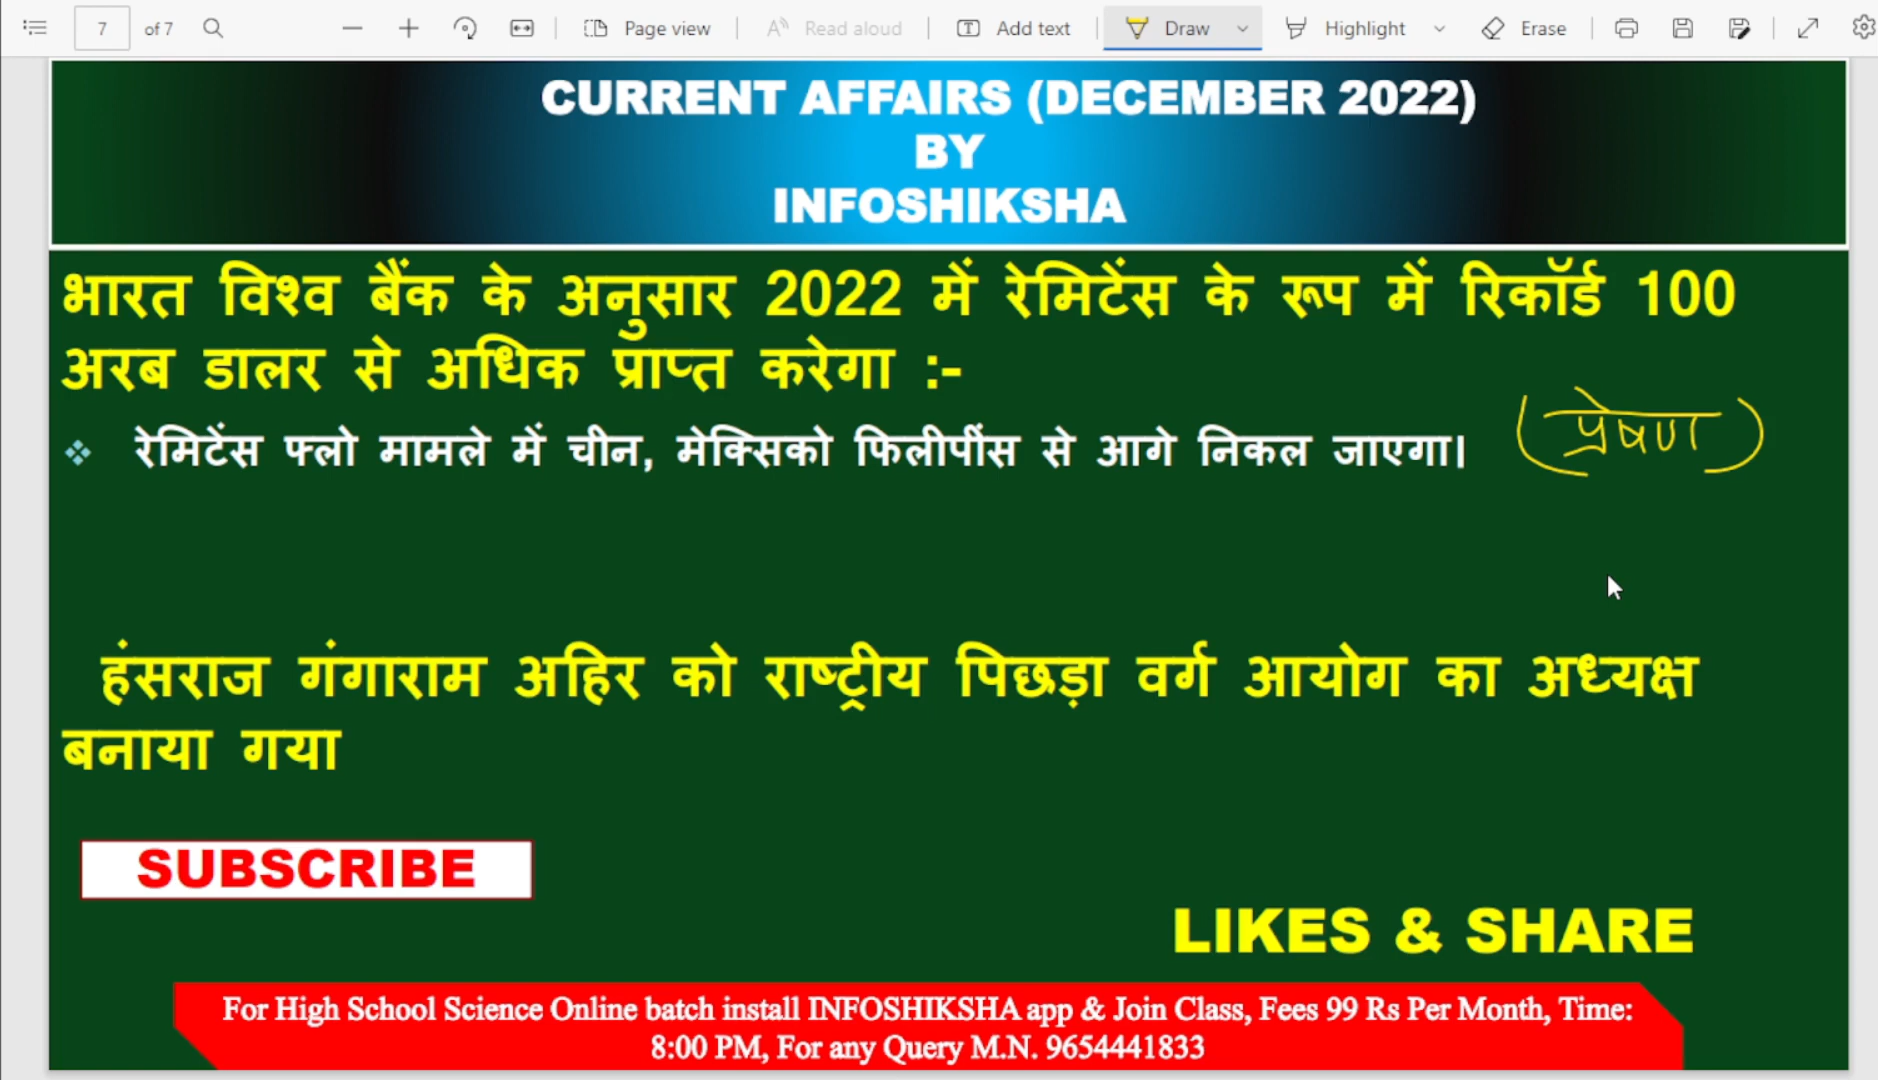 7 of 7 Page view Read aloud Add text Draw Highlight Erase
CURRENT AFFAIRS (DECEMBER 2022)
BY
INFOSHIKSHA
भारत विश्व बैंक के अनुसार 2022 में रेमिटेंस के रूप में रिकॉर्ड 100
अरब डालर से अधिक प्राप्त करेगा :-
❖ रेमिटेंस फ्लो मामले में चीन, मेक्सिको फिलीपींस से आगे निकल जाएगा।
(प्रेषण)
हंसराज गंगाराम अहिर को राष्ट्रीय पिछड़ा वर्ग आयोग का अध्यक्ष
बनाया गया
SUBSCRIBE
LIKES & SHARE
For High School Science Online batch install INFOSHIKSHA app & Join Class, Fees 99 Rs Per Month, Time:
8:00 PM, For any Query M.N. 9654441833